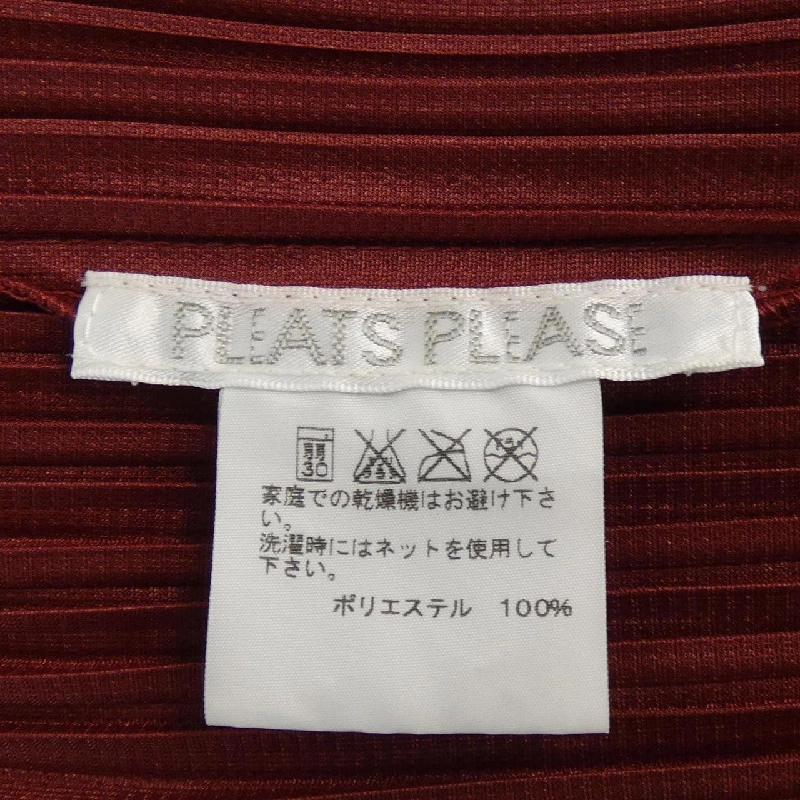 PLEATS PLEASE
弱
30
家庭での乾燥機はお避け下さ
い。
洗濯時にはネットを使用して
下さい。
ポリエステル 100%